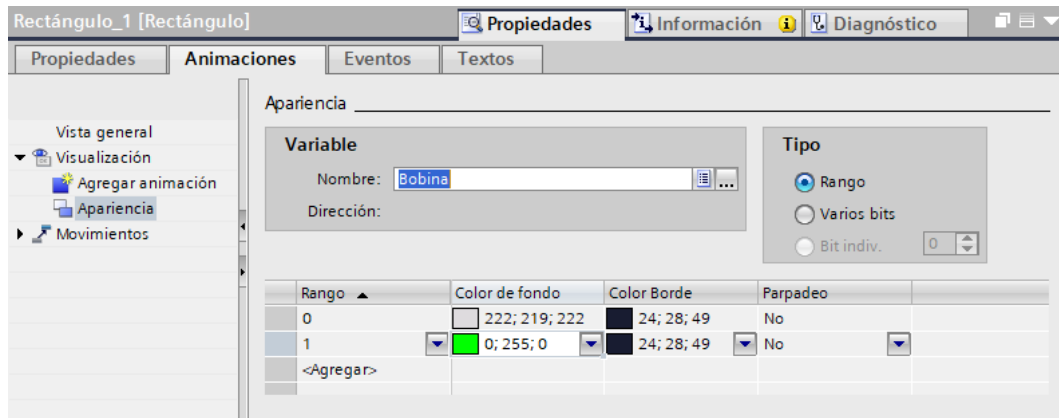 Rectángulo_1 [Rectángulo]
Propiedades
Información
Diagnóstico
Propiedades
Animaciones
Eventos
Textos
Vista general
Visualización
Agregar animación
Apariencia
Movimientos
Apariencia
Variable
Nombre: Bobina
Dirección:
Tipo
Rango
Varios bits
Bit indiv. 0
Rango Color de fondo Color Borde Parpadeo
0 222; 219; 222 24; 28; 49 No
1 0; 255; 0 24; 28; 49 No
<Agregar>